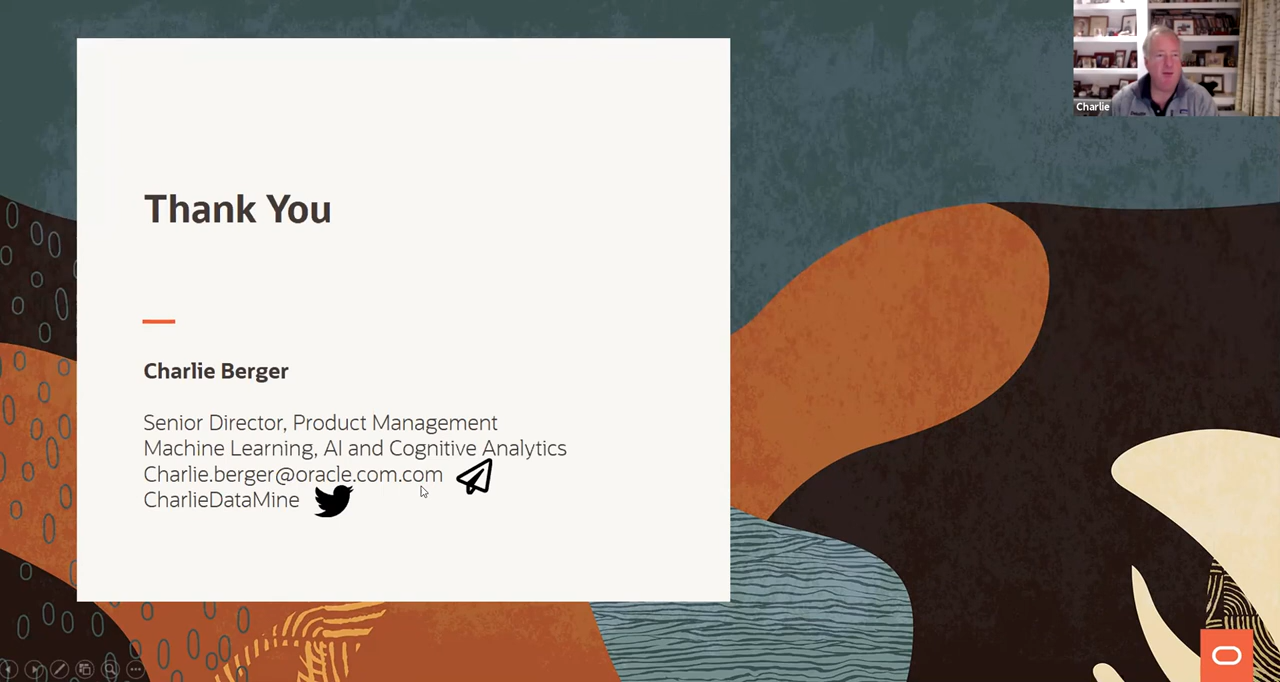 Charlie
Thank You
Charlie Berger
Senior Director, Product Management
Machine Learning, AI and Cognitive Analytics
Charlie.berger@oracle.com.com
CharlieDataMine